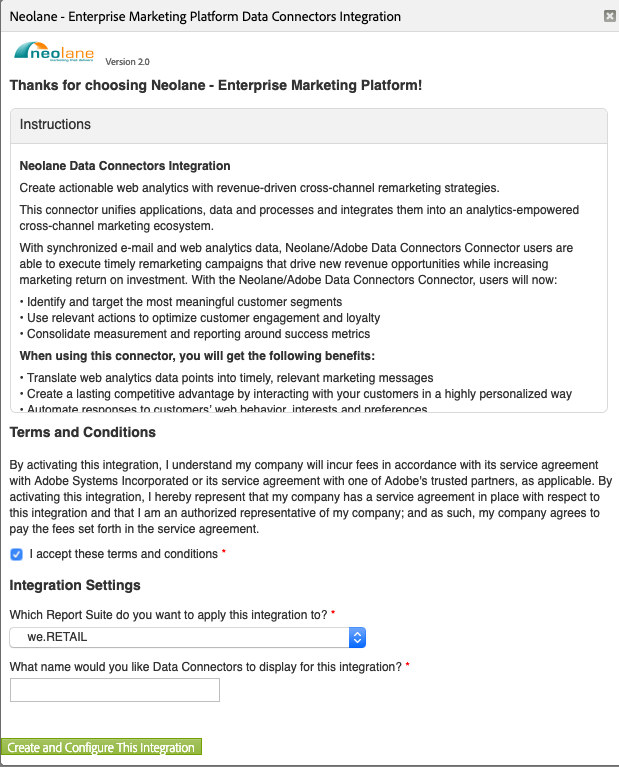 Neolane - Enterprise Marketing Platform Data Connectors Integration
neolane
Version 2.0
Thanks for choosing Neolane - Enterprise Marketing Platform!
Instructions
Neolane Data Connectors Integration
Create actionable web analytics with revenue-driven cross-channel remarketing strategies.
This connector unifies applications, data and processes and integrates them into an analytics-empowered
cross-channel marketing ecosystem.
With synchronized e-mail and web analytics data, Neolane/Adobe Data Connectors Connector users are
able to execute timely remarketing campaigns that drive new revenue opportunities while increasing
marketing return on investment. With the Neolane/Adobe Data Connectors Connector, users will now:
• Identify and target the most meaningful customer segments
• Use relevant actions to optimize customer engagement and loyalty
• Consolidate measurement and reporting around success metrics
When using this connector, you will get the following benefits:
• Translate web analytics data points into timely, relevant marketing messages
• Create a lasting competitive advantage by interacting with your customers in a highly personalized way
• Automate responses to customers' web behavior, interests and preferences
Terms and Conditions
By activating this integration, I understand my company will incur fees in accordance with its service agreement
with Adobe Systems Incorporated or its service agreement with one of Adobe's trusted partners, as applicable. By
activating this integration, I hereby represent that my company has a service agreement in place with respect to
this integration and that I am an authorized representative of my company; and as such, my company agrees to
pay the fees set forth in the service agreement.
I accept these terms and conditions *
Integration Settings
Which Report Suite do you want to apply this integration to? *
we.RETAIL
What name would you like Data Connectors to display for this integration? *
Create and Configure This Integration